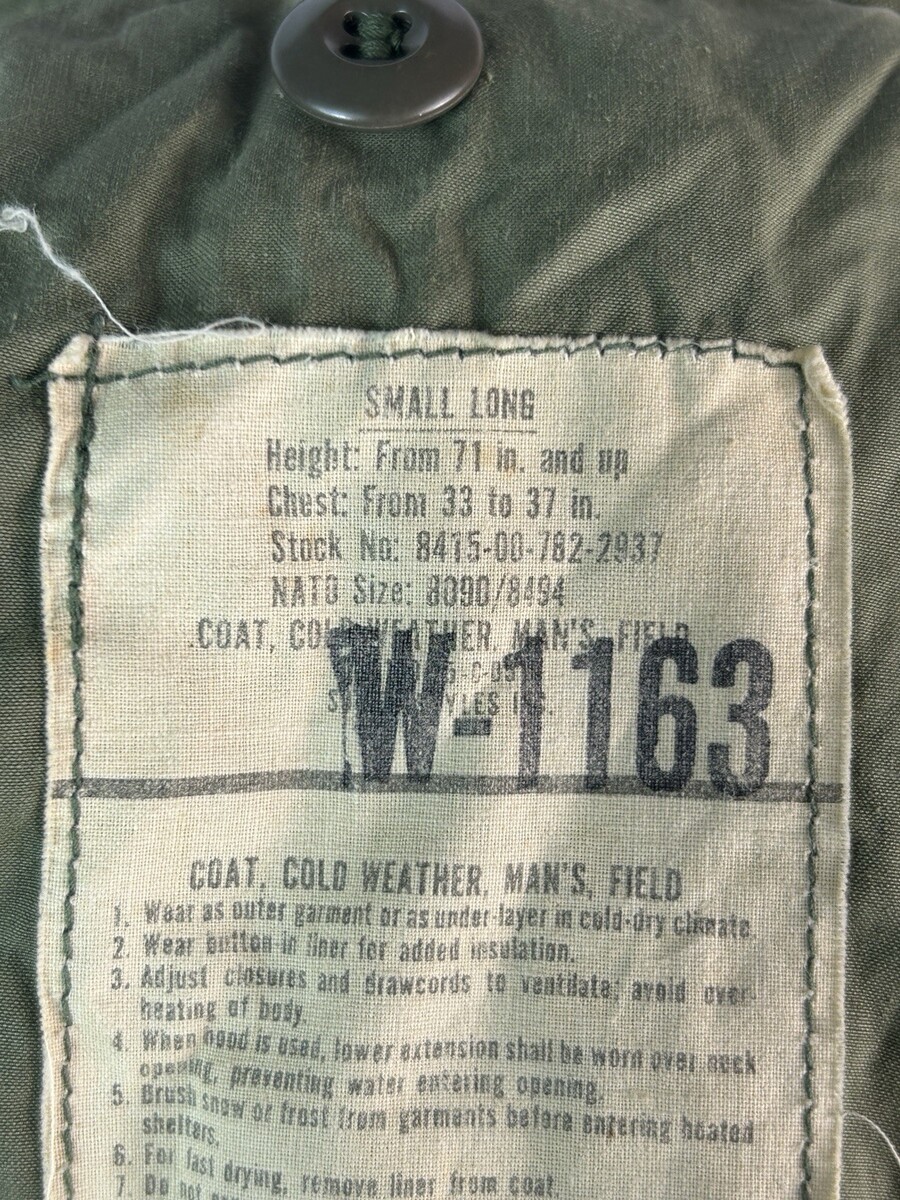 SMALL LONG
Height: From 71 in. and up
Chest: From 33 to 37 in.
Stock No: 8415-00-782-2937
NATO Size: 8090/8494
COAT, COLD WEATHER, MAN'S, FIELD
W-1163
COAT, COLD WEATHER, MAN'S, FIELD
1. Wear as outer garment or as under-layer in cold-dry climate.
2. Wear button in liner for added insulation.
3. Adjust closures and drawcords to ventilate; avoid over-
heating of body.
4. When hood is used, lower extension shall be worn over neck
opening, preventing water entering opening.
5. Brush snow or frost from garments before entering heated
shelters.
6. For fast drying, remove liner from coat.
7. Do not